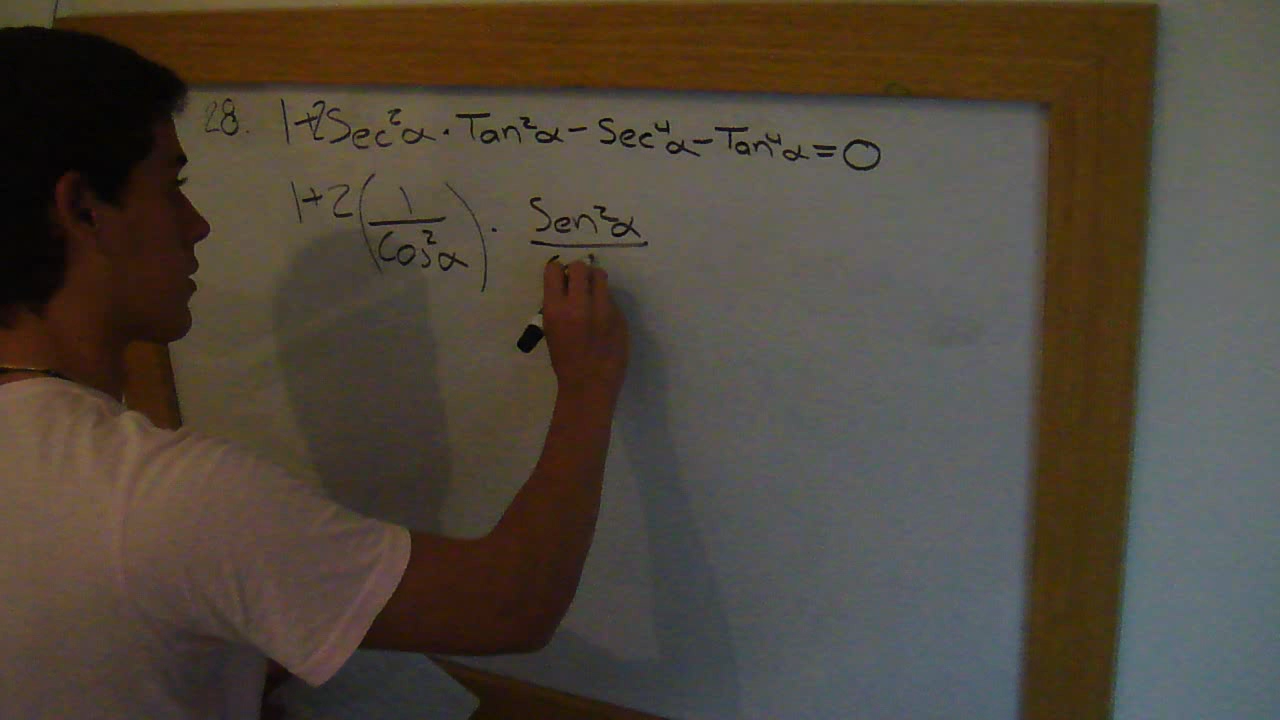 28. 1+2Sec²α · Tan²α - Sec⁴α - Tan⁴α = 0
1+2(1/Cos²α) · Sen²α